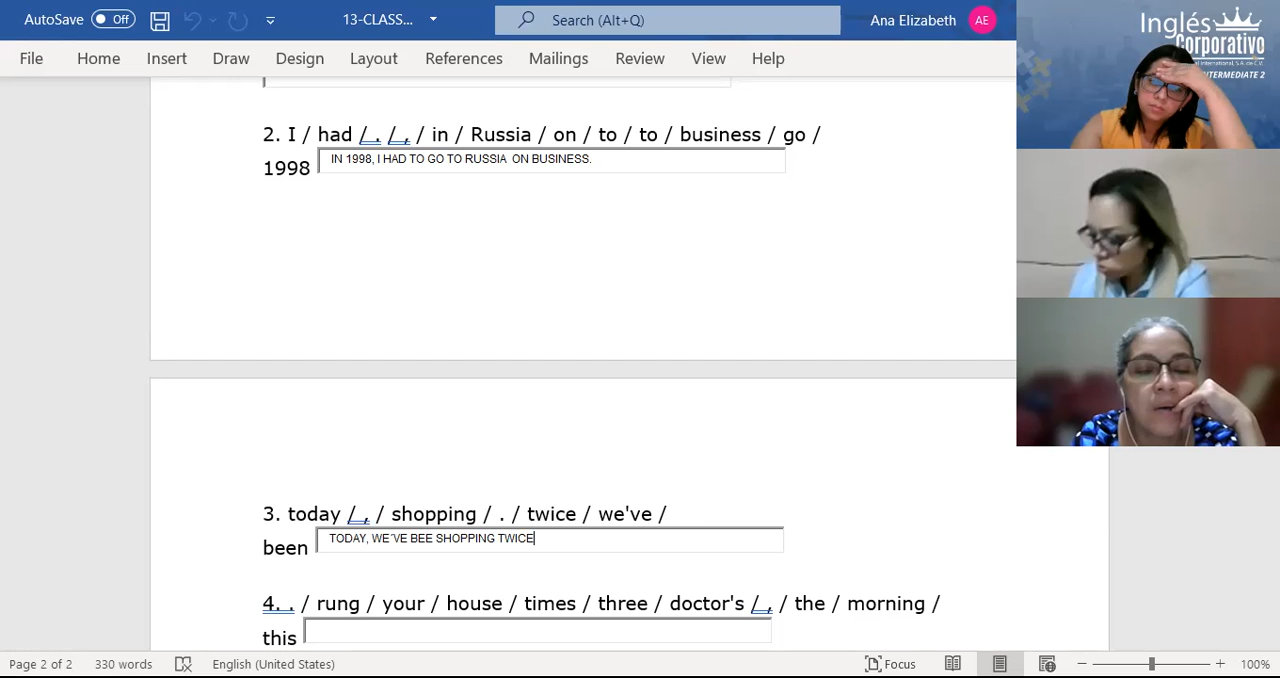 AutoSave Off 13-CLASS... Search (Alt+Q) Ana Elizabeth AE
File Home Insert Draw Design Layout References Mailings Review View Help
Inglés
Corporativo
INTERMEDIATE 2
2. I / had / . / , / in / Russia / on / to / to / business / go /
1998 IN 1998, I HAD TO GO TO RUSSIA ON BUSINESS.
3. today / , / shopping / . / twice / we've /
been TODAY, WE´VE BEE SHOPPING TWICE
4. . / rung / your / house / times / three / doctor's / , / the / morning /
this
Page 2 of 2 330 words English (United States) Focus 100%